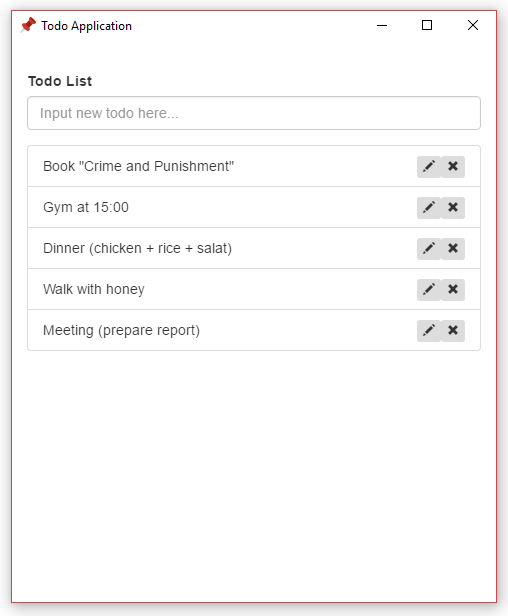 Todo Application
Todo List
Input new todo here...
Book "Crime and Punishment"
Gym at 15:00
Dinner (chicken + rice + salat)
Walk with honey
Meeting (prepare report)